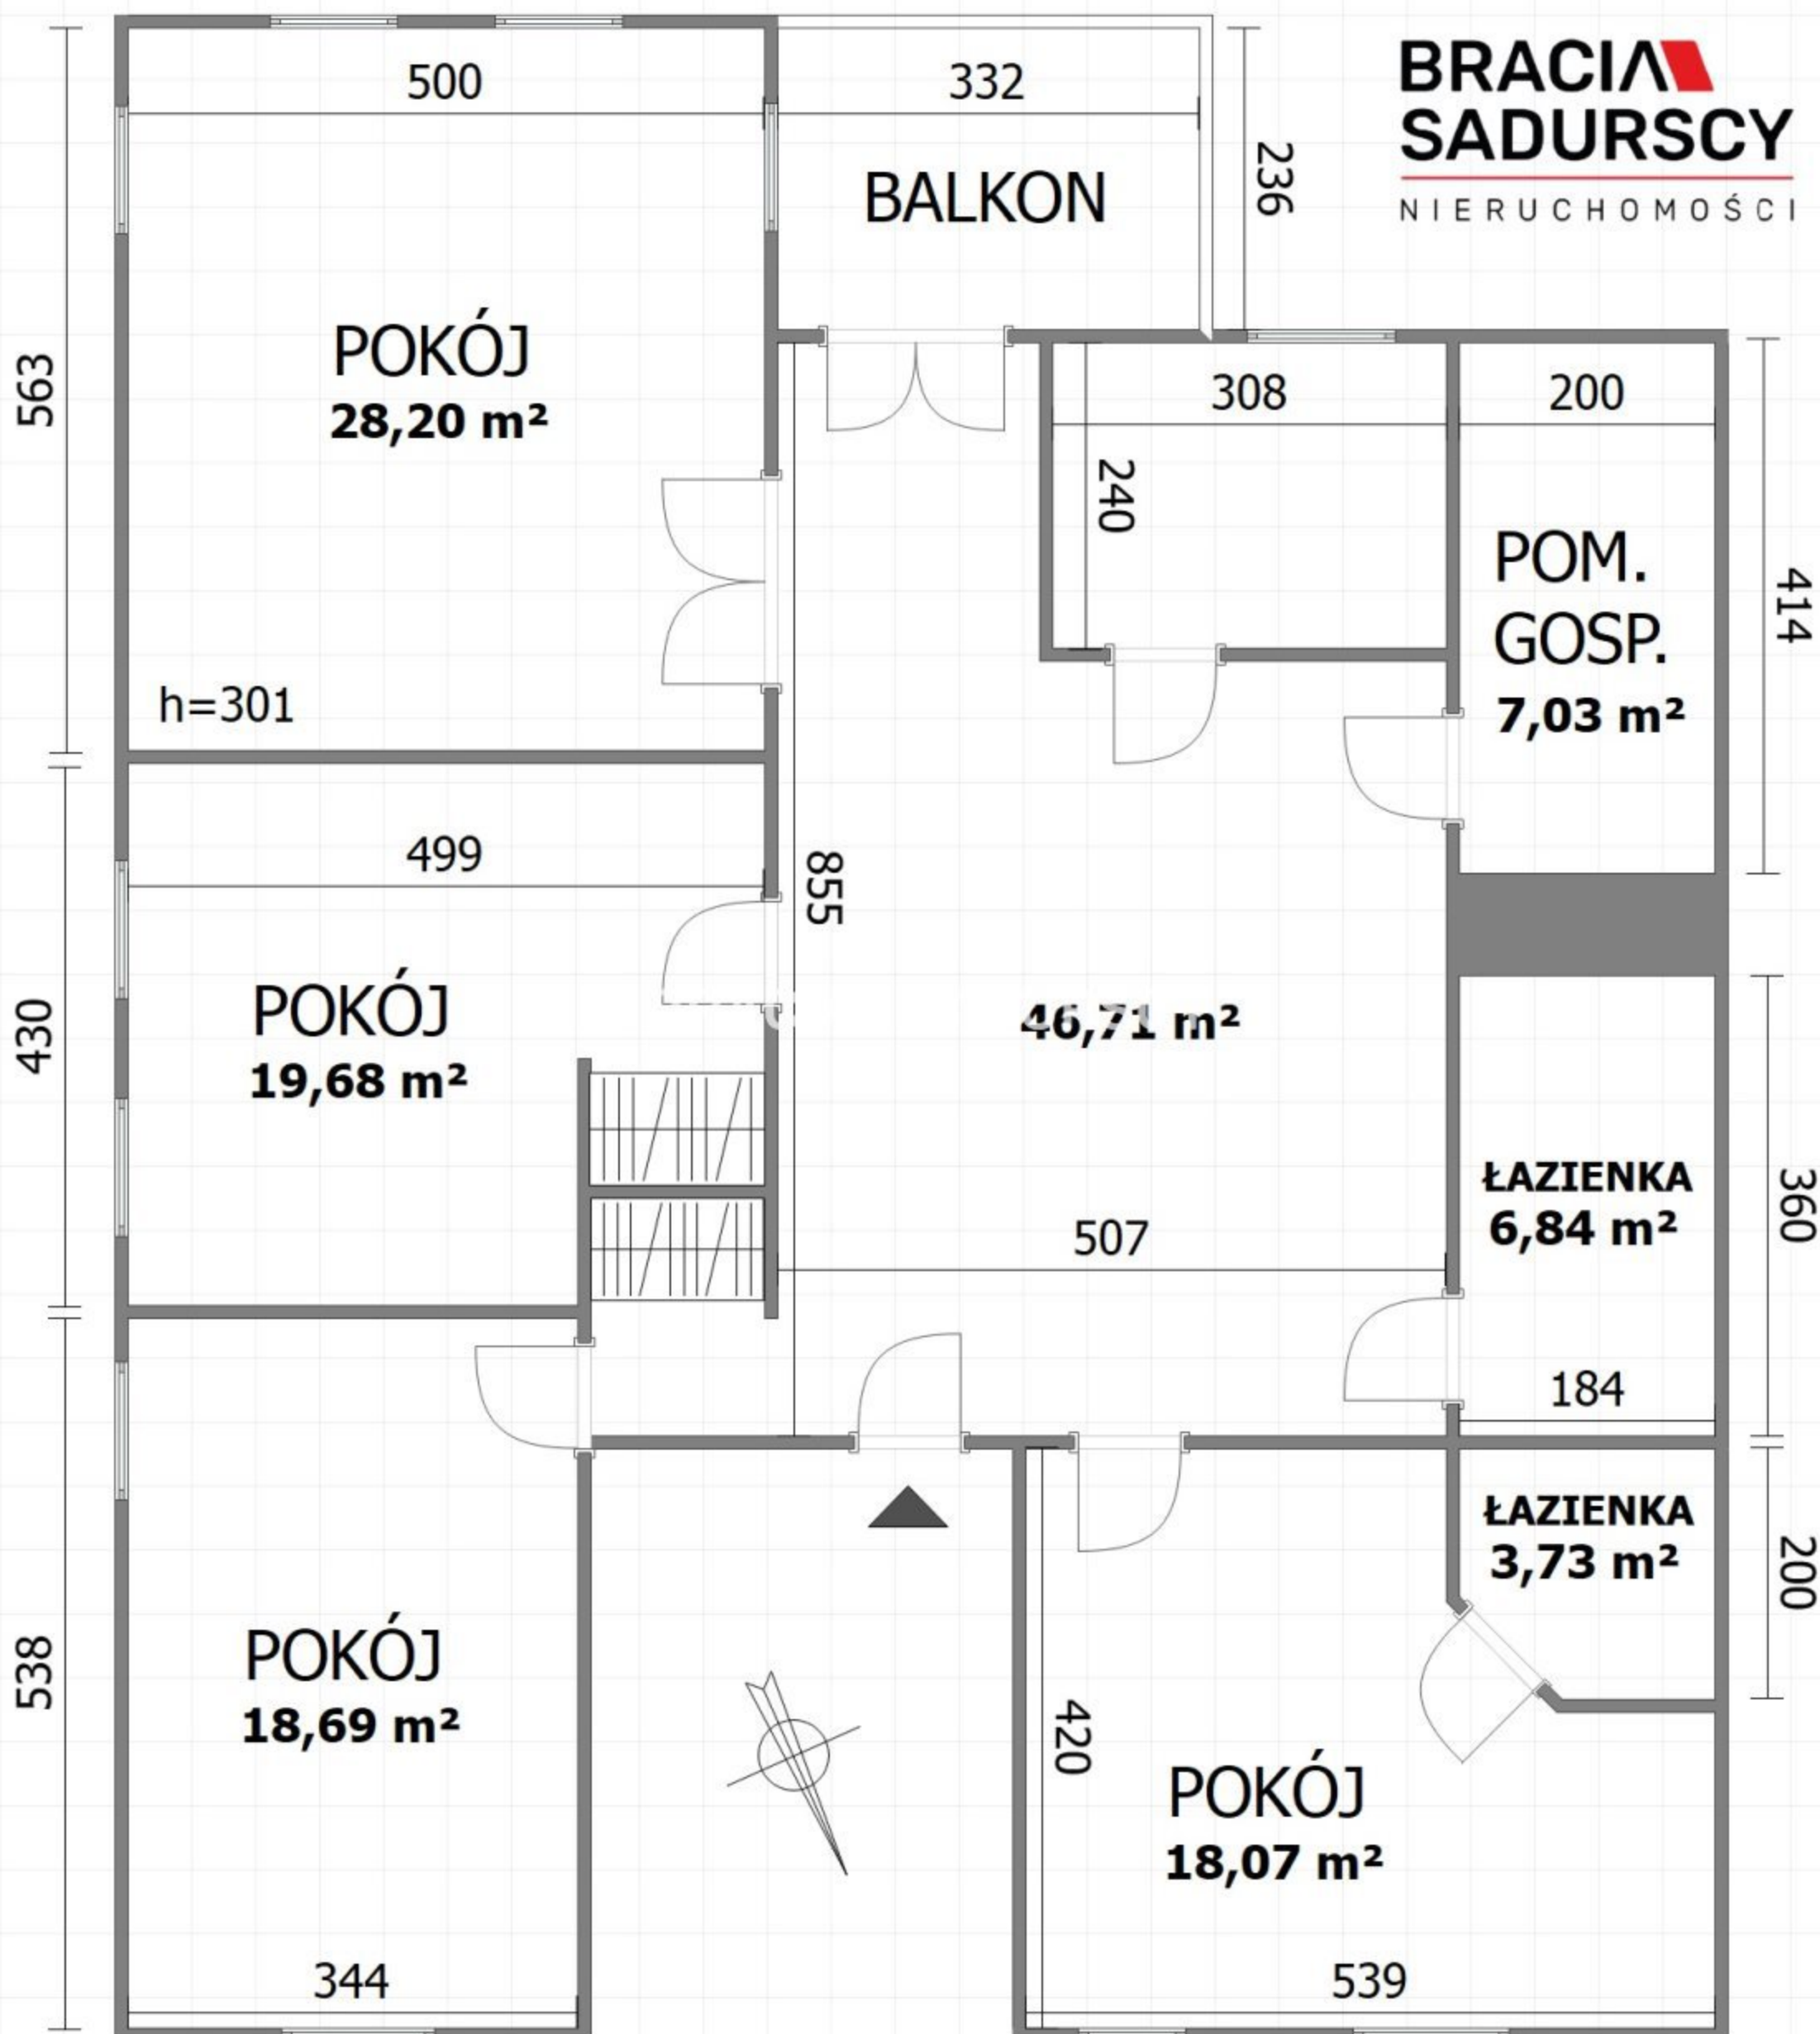 BRACIA
SADURSCY
NIERUCHOMOŚCI
500
332
236
BALKON
POKÓJ
28,20 m²
563
h=301
308
200
240
POM.
GOSP.
7,03 m²
414
499
855
POKÓJ
19,68 m²
430
46,71 m²
507
ŁAZIENKA
6,84 m²
360
184
ŁAZIENKA
3,73 m²
200
POKÓJ
18,69 m²
538
344
420
POKÓJ
18,07 m²
539